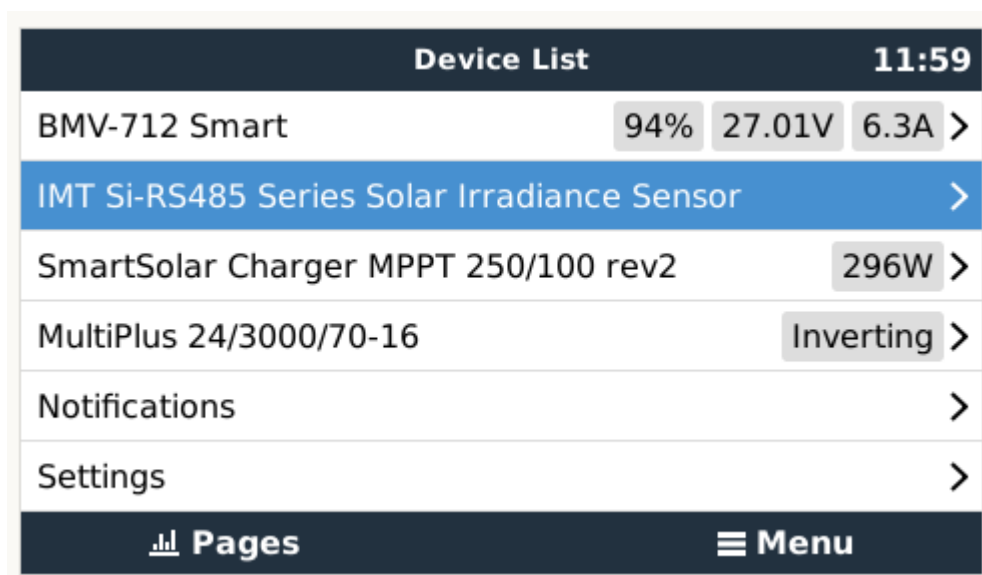 Device List 11:59
BMV-712 Smart 94% 27.01V 6.3A
IMT Si-RS485 Series Solar Irradiance Sensor
SmartSolar Charger MPPT 250/100 rev2 296W
MultiPlus 24/3000/70-16 Inverting
Notifications
Settings
Pages Menu